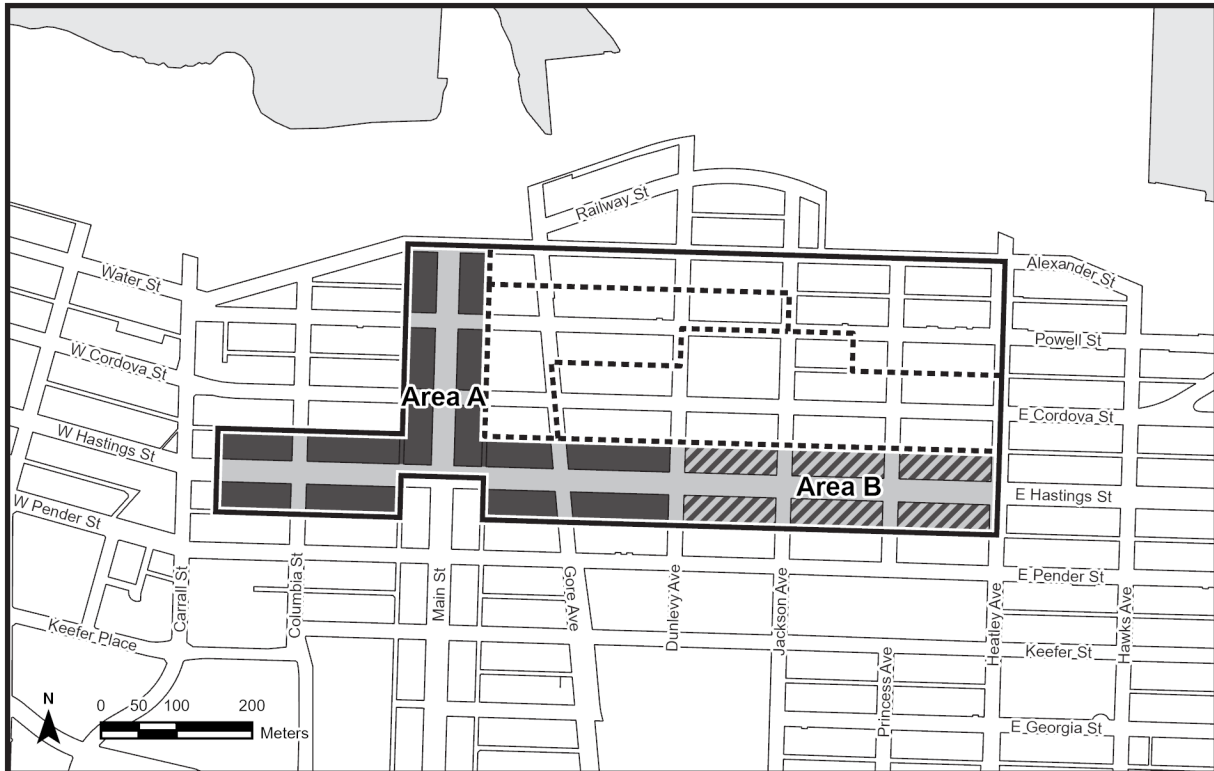 Railway St
Alexander St
Water St
Powell St
W Cordova St
Area A
E Cordova St
W Hastings St
Area B
E Hastings St
W Pender St
E Pender St
Carrall St
Columbia St
Main St
Gore Ave
Dunlevy Ave
Jackson Ave
Princess Ave
Heatley Ave
Hawks Ave
Keefer Place
Keefer St
E Georgia St
N
0 50 100 200
Meters